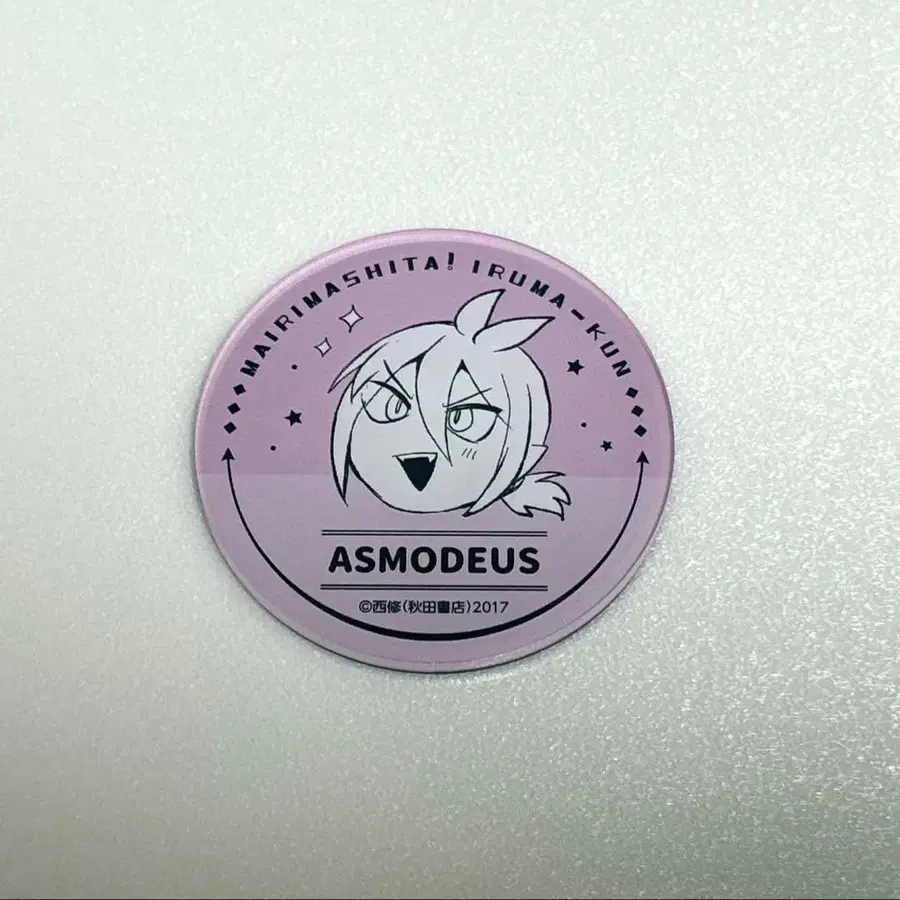 MAIRIMASHITA! IRUMA-KUN
ASMODEUS
©西修(秋田書店)2017